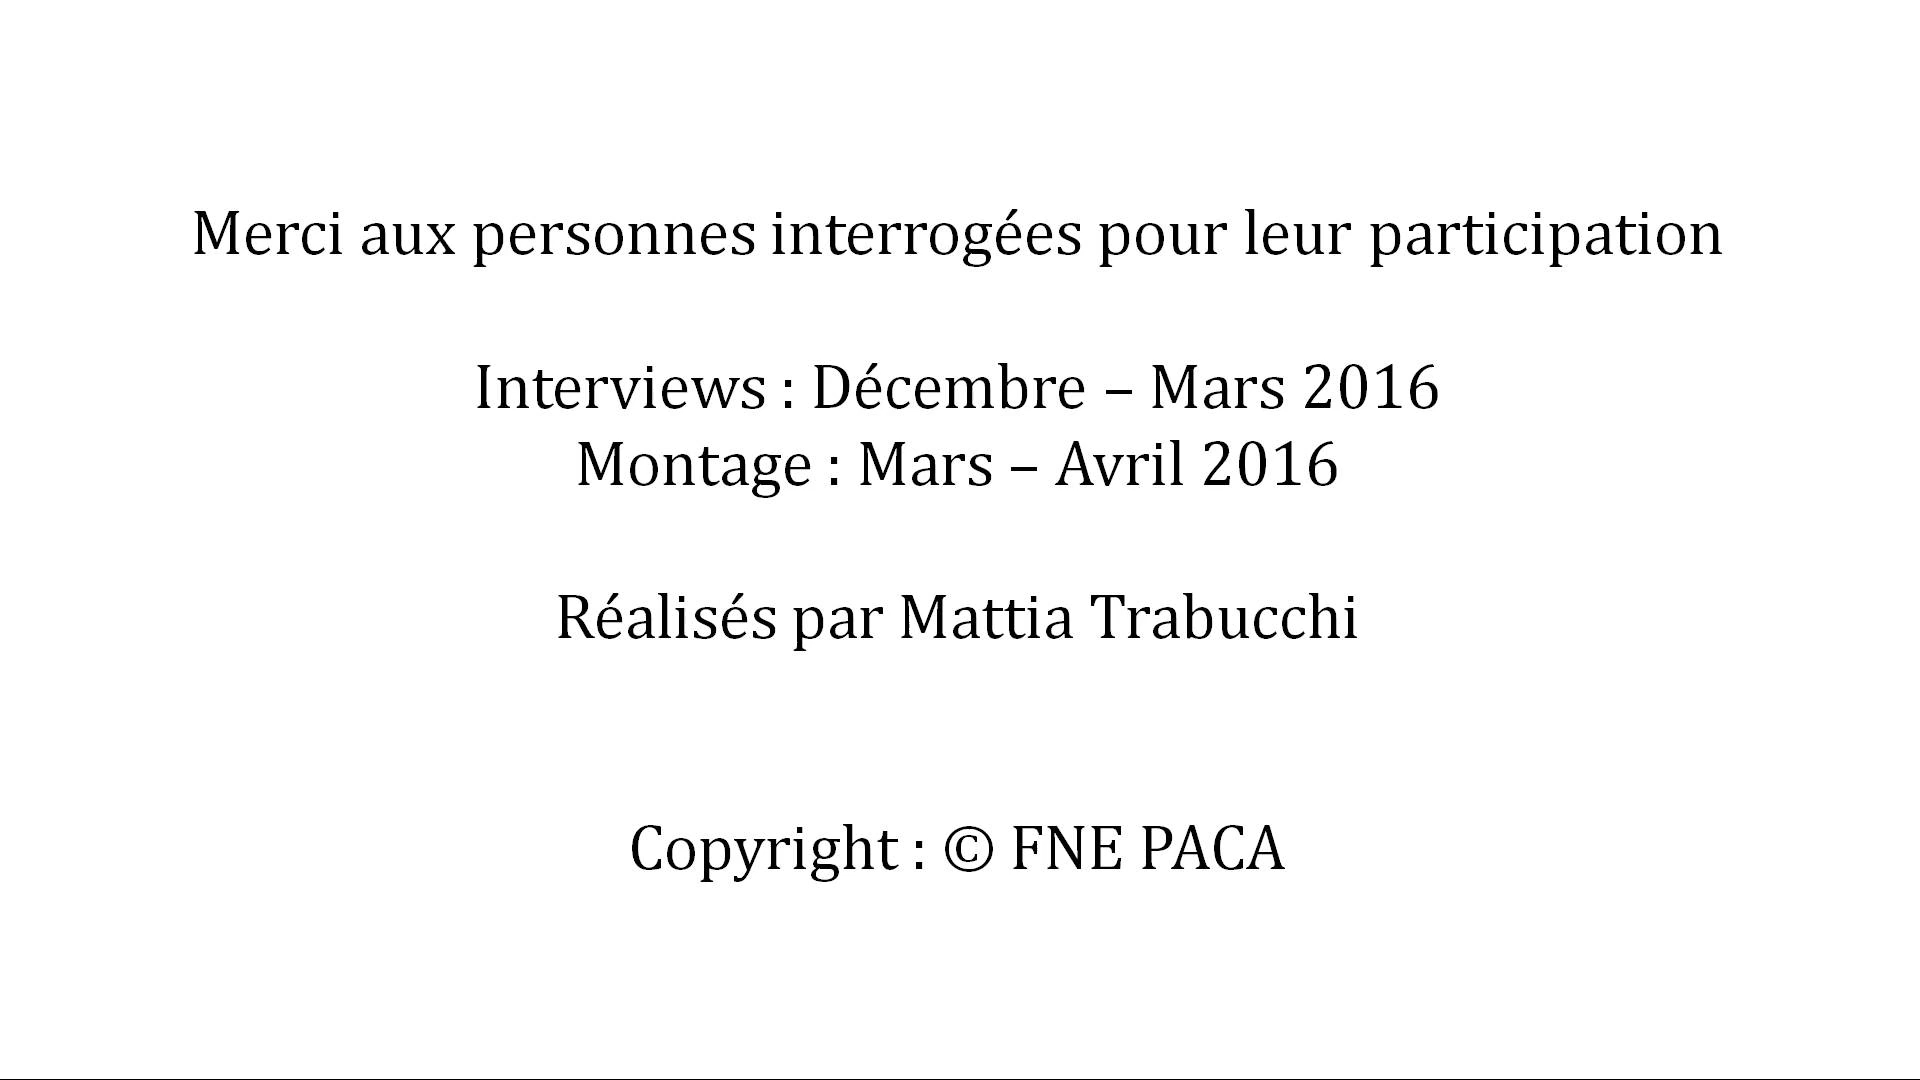 Merci aux personnes interrogées pour leur participation
Interviews : Décembre – Mars 2016
Montage : Mars – Avril 2016
Réalisés par Mattia Trabucchi
Copyright : © FNE PACA